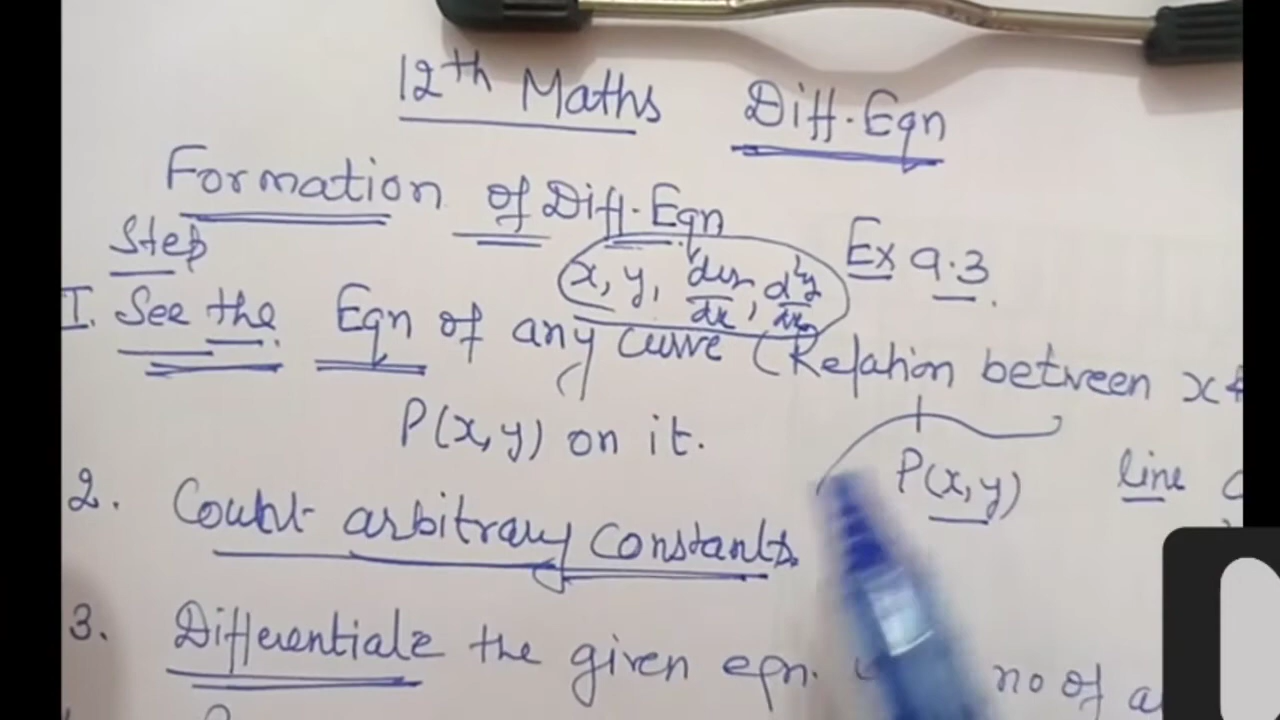 12th Maths Diff. Eqn
Formation of Diff. Eqn
Ex 9.3
Step
x, y, dy/dx, d²y/dx
I. See the Eqn of any curve (Relation between x
P(x,y) on it.
P(x,y) line
2. Count arbitrary constants.
3. Differentiate the given eqn. no of